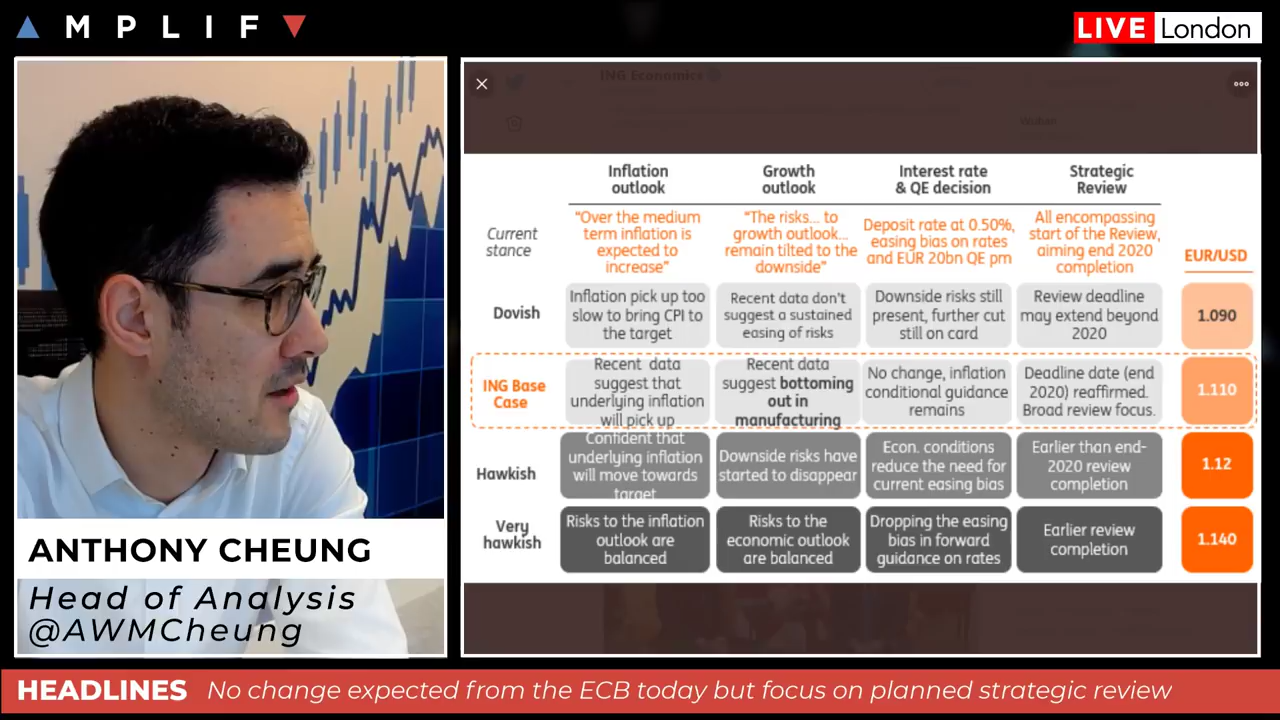 AMPLIFY
LIVE London
ING Economics
Wuhan
Inflation
outlook
Growth
outlook
Interest rate
& QE decision
Strategic
Review
Current
stance
"Over the medium
term inflation is
expected to
increase"
"The risks... to
growth outlook...
remain tilted to the
downside"
Deposit rate at 0.50%,
easing bias on rates
and EUR 20bn QE pm
All encompassing
start of the Review,
aiming end 2020
completion
EUR/USD
Dovish
Inflation pick up too
slow to bring CPI to
the target
Recent data don't
suggest a sustained
easing of risks
Downside risks still
present, further cut
still on card
Review deadline
may extend beyond
2020
1.090
ING Base
Case
Recent data
suggest that
underlying inflation
will pick up
Recent data
suggest bottoming
out in
manufacturing
No change, inflation
conditional guidance
remains
Deadline date (end
2020) reaffirmed.
Broad review focus.
1.110
Hawkish
Confident that
underlying inflation
will move towards
target
Downside risks have
started to disappear
Econ. conditions
reduce the need for
current easing bias
Earlier than end-
2020 review
completion
1.12
Very
hawkish
Risks to the inflation
outlook are
balanced
Risks to the
economic outlook
are balanced
Dropping the easing
bias in forward
guidance on rates
Earlier review
completion
1.140
ANTHONY CHEUNG
Head of Analysis
@AWMCheung
HEADLINES No change expected from the ECB today but focus on planned strategic review